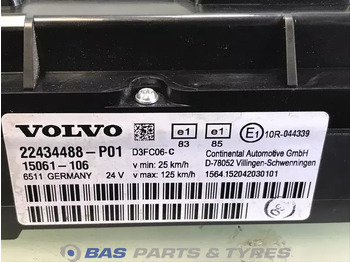 VOLVO
e1 83
e1 85
E1 10R-044339
22434488-P01
D3FC06-C
Continental Automotive GmbH
15061-106
v min: 25 km/h
D-78052 Villingen-Schwenningen
6511 GERMANY 24 V
v max: 125 km/h
1564.152042030101
BAS PARTS & TYRES